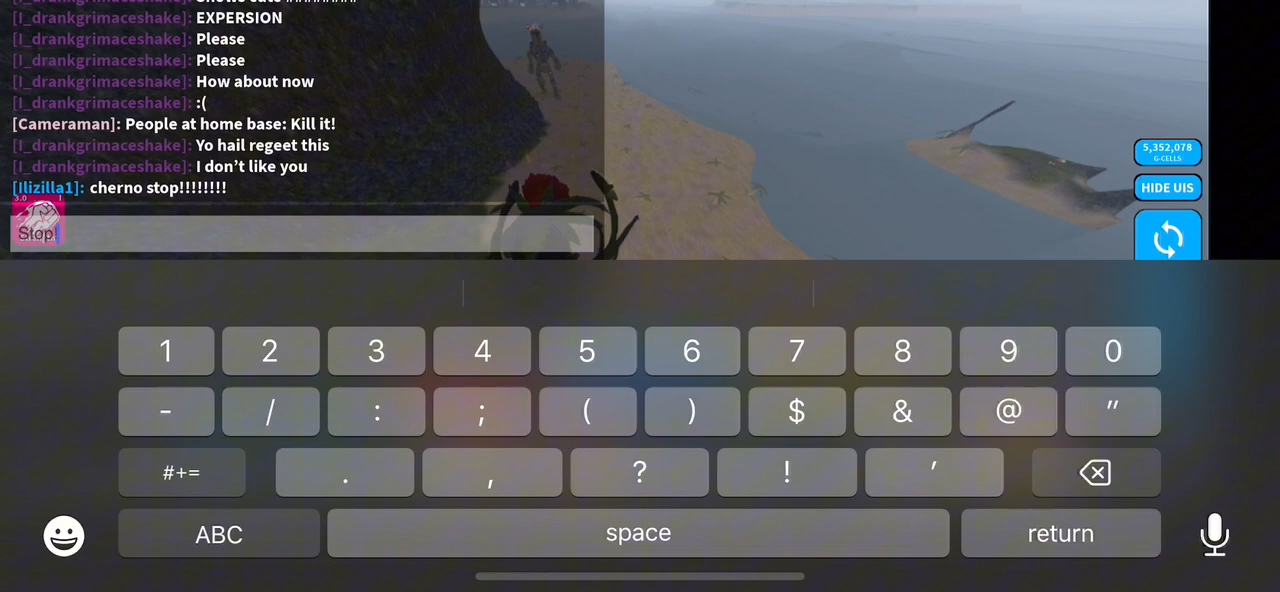 [I_drankgrimaceshake]: EXPERSION
[I_drankgrimaceshake]: Please
[I_drankgrimaceshake]: Please
[I_drankgrimaceshake]: How about now
[I_drankgrimaceshake]: :(
[Cameraman]: People at home base: Kill it!
[I_drankgrimaceshake]: Yo hail regeet this
[I_drankgrimaceshake]: I don’t like you
[Ilizilla1]: cherno stop!!!!!!!!
3.0
Stop!
5,352,078
G-CELLS
HIDE UIS
1 2 3 4 5 6 7 8 9 0
- / : ; ( ) $ & @ "
#+= . , ? ! '
ABC space return